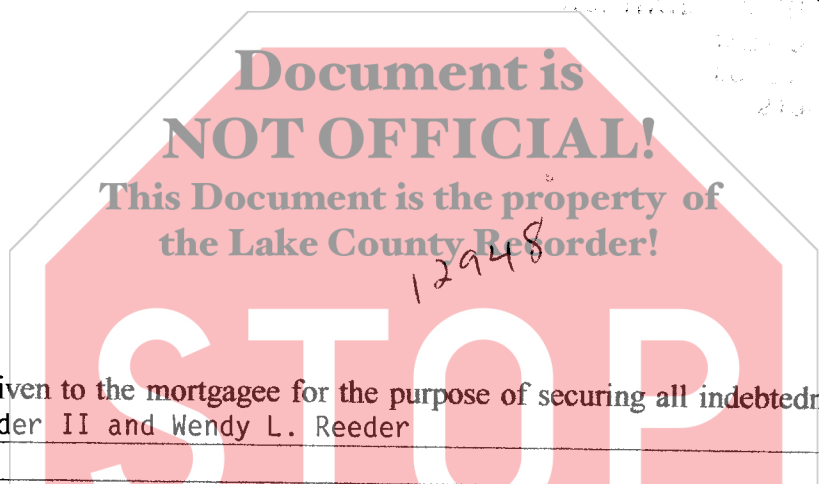 Document is
NOT OFFICIAL!
This Document is the property of
the Lake County Recorder!
12948
STOP
iven to the mortgagee for the purpose of securing all indebtedn
der II and Wendy L. Reeder